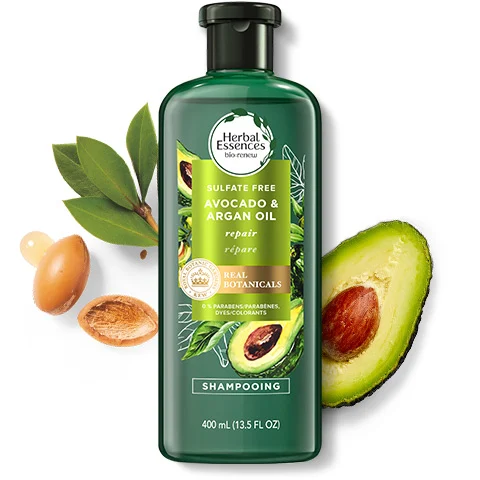 Herbal
Essences
bio:renew
SULFATE FREE
AVOCADO &
ARGAN OIL
repair
répare
REAL
BOTANICALS
0% PARABENS/PARABÈNES,
DYES/COLORANTS
SHAMPOOING
400 mL (13.5 FL OZ)